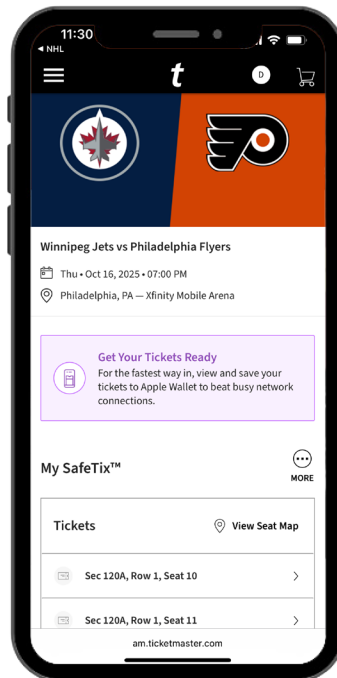 11:30
NHL
t
D
Winnipeg Jets vs Philadelphia Flyers
Thu • Oct 16, 2025 • 07:00 PM
Philadelphia, PA — Xfinity Mobile Arena
Get Your Tickets Ready
For the fastest way in, view and save your
tickets to Apple Wallet to beat busy network
connections.
My SafeTix™
MORE
Tickets
View Seat Map
Sec 120A, Row 1, Seat 10
Sec 120A, Row 1, Seat 11
am.ticketmaster.com